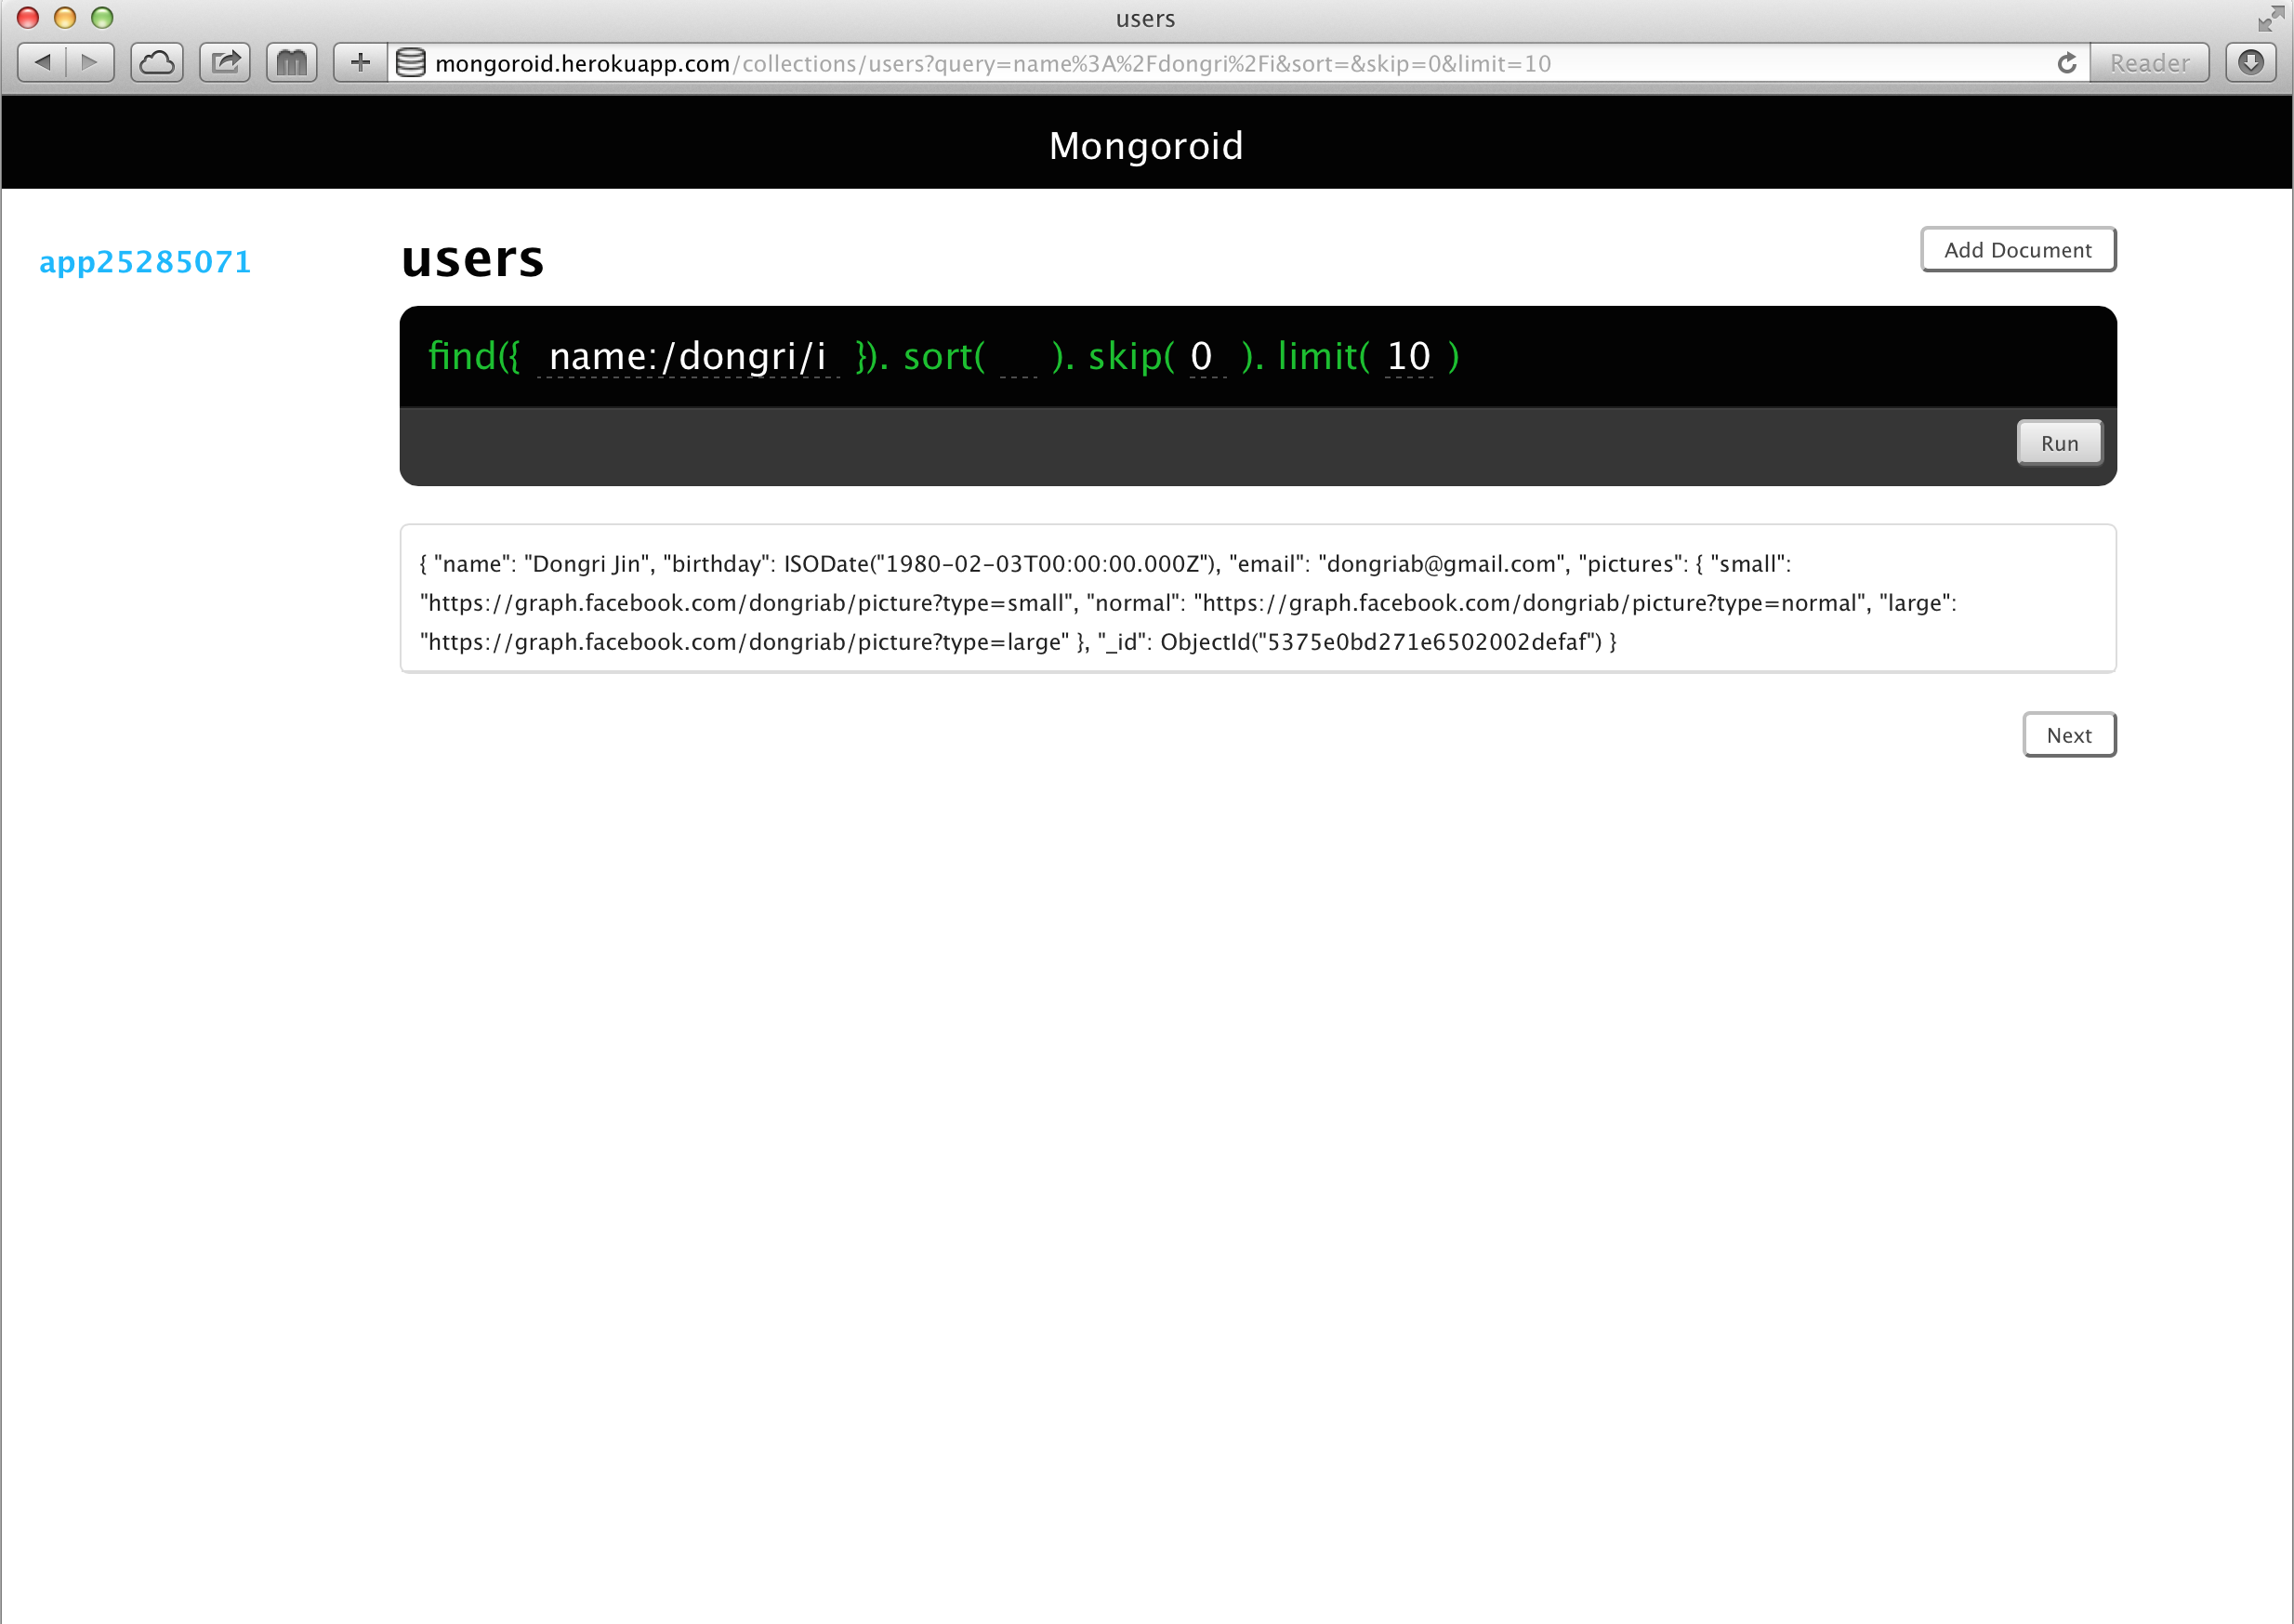 users
mongoroid.herokuapp.com/collections/users?query=name%3A%2Fdongri%2Fi&sort=&skip=0&limit=10
Reader
Mongoroid
app25285071
users
Add Document
find({ name:/dongri/i }). sort( ). skip( 0 ). limit( 10 )
Run
{ "name": "Dongri Jin", "birthday": ISODate("1980-02-03T00:00:00.000Z"), "email": "dongriab@gmail.com", "pictures": { "small":
"https://graph.facebook.com/dongriab/picture?type=small", "normal": "https://graph.facebook.com/dongriab/picture?type=normal", "large":
"https://graph.facebook.com/dongriab/picture?type=large" }, "_id": ObjectId("5375e0bd271e6502002defaf") }
Next